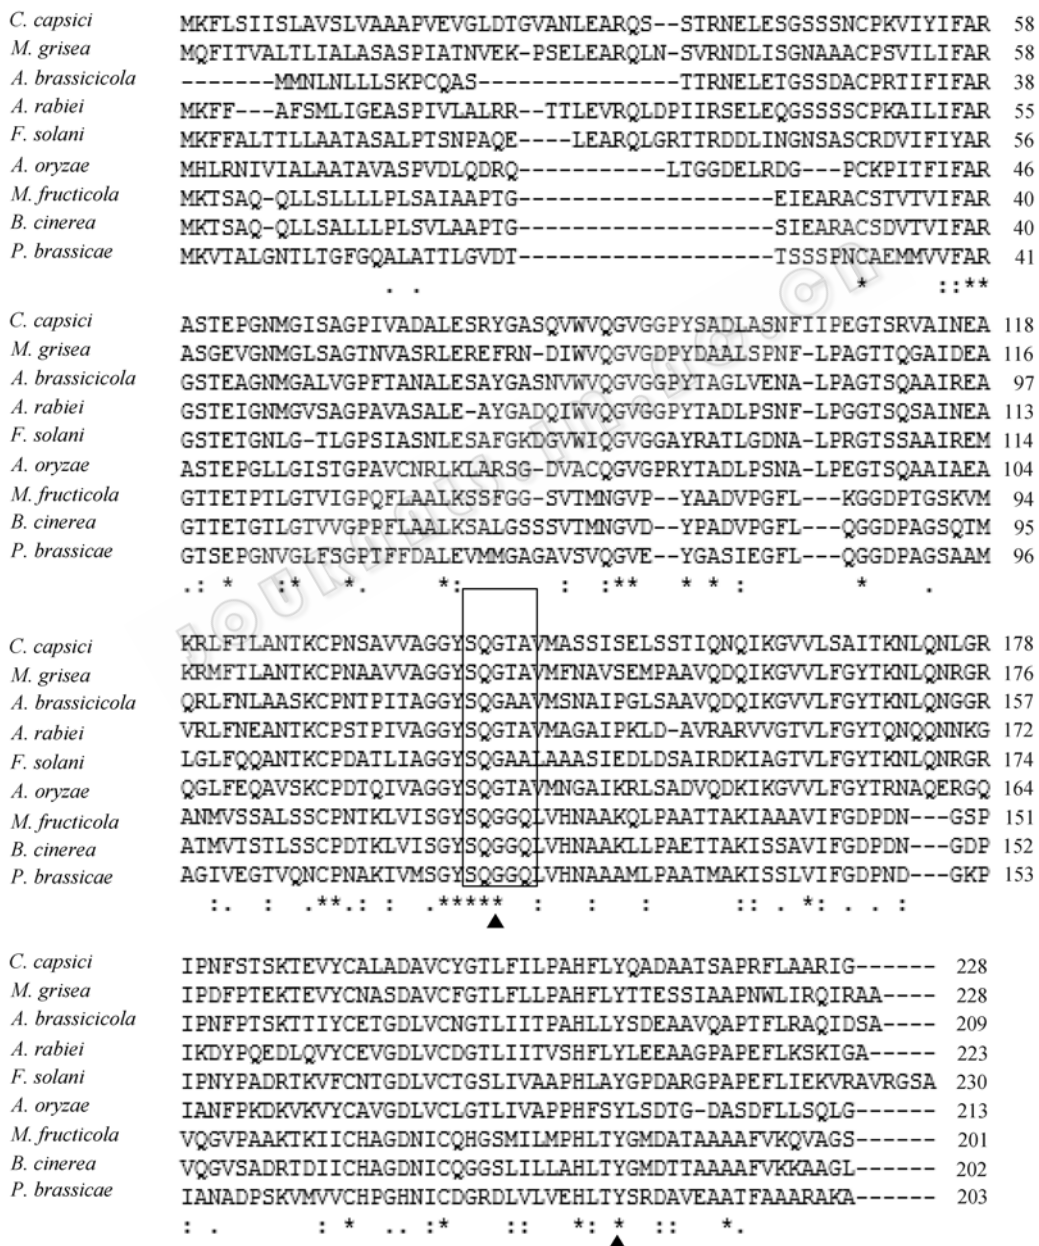 C. capsici MKFLSIISLAVSLVAAAPVEVGLDTGVANLEARQS--STRNELESGSSSNCPKVIYIFAR 58
M. grisea MQFITVALTLIALASASPIATNVEK-PSELEARQLN-SVRNDLISGNAAACPSVILIFAR 58
A. brassicicola -------MMNLNLLLSKPCQAS---------------TTRNELETGSSDACPRTIFIFAR 38
A. rabiei MKFF---AFSMLIGEASPIVLALRR--TTLEVRQLDPIIRSELEQGSSSSCPKAILIFAR 55
F. solani MKFFALTTLLAATASALPTSNPAQE----LEARQLGRTTRDDLINGNSASCRDVIFIYAR 56
A. oryzae MHLRNIVIALAATAVASPVDLQDRQ-----------LTGGDELRDG---PCKPITFIFAR 46
M. fructicola MKTSAQ-QLLSLLLLPLSAIAAPTG-------------------EIEARACSTVTVIFAR 40
B. cinerea MKTSAQ-QLLSALLLPLSVLAAPTG-------------------SIEARACSDVTVIFAR 40
P. brassicae MKVTALGNTLTGFGQALATTLGVDT-------------------TSSSPNCAEMMVVFAR 41
. . * ::**
C. capsici ASTEPGNMGISAGPIVADALESRYGASQVWVQGVGGPYSADLASNFIIPEGTSRVAINEA 118
M. grisea ASGEVGNMGLSAGTNVASRLEREFRN-DIWVQGVGDPYDAALSPNF-LPAGTTQGAIDEA 116
A. brassicicola GSTEAGNMGALVGPFTANALESAYGASNVWVQGVGGPYTAGLVENA-LPAGTSQAAIREA 97
A. rabiei GSTEIGNMGVSAGPAVASALE-AYGADQIWVQGVGGPYTADLPSNF-LPGGTSQSAINEA 113
F. solani GSTETGNLG-TLGPSIASNLESAFGKDGVWIQGVGGAYRATLGDNA-LPRGTSSAAIREM 114
A. oryzae ASTEPGLLGISTGPAVCNRLKLARSG-DVACQGVGPRYTADLPSNA-LPEGTSQAAIAEA 104
M. fructicola GTTETPTLGTVIGPQFLAALKSSFGG-SVTMNGVP--YAADVPGFL---KGGDPTGSKVM 94
B. cinerea GTTETGTLGTVVGPPFLAALKSALGSSSVTMNGVD--YPADVPGFL---QGGDPAGSQTM 95
P. brassicae GTSEPGNVGLFSGPTFFDALEVMMGAGAVSVQGVE--YGASIEGFL---QGGDPAGSAAM 96
.: * :* *. *: : :** * * : * .
C. capsici KRLFTLANTKCPNSAVVAGGYSQGTAVMASSISELSSTIQNQIKGVVLSAITKNLQNLGR 178
M. grisea KRMFTLANTKCPNAAVVAGGYSQGTAVMFNAVSEMPAAVQDQIKGVVLFGYTKNLQNRGR 176
A. brassicicola QRLFNLAASKCPNTPITAGGYSQGAAVMSNAIPGLSAAVQDQIKGVVLFGYTKNLQNGGR 157
A. rabiei VRLFNEANTKCPSTPIVAGGYSQGTAVMAGAIPKLD-AVRARVVGTVLFGYTQNQQNNKG 172
F. solani LGLFQQANTKCPDATLIAGGYSQGAALAAASIEDLDSAIRDKIAGTVLFGYTKNLQNRGR 174
A. oryzae QGLFEQAVSKCPDTQIVAGGYSQGTAVMNGAIKRLSADVQDKIKGVVLFGYTRNAQERGQ 164
M. fructicola ANMVSSALSSCPNTKLVISGYSQGGQLVHNAAKQLPAATTAKIAAAVIFGDPDN---GSP 151
B. cinerea ATMVTSTLSSCPDTKLVISGYSQGGQLVHNAAKLLPAETTAKISSAVIFGDPDN---GDP 152
P. brassicae AGIVEGTVQNCPNAKIVMSGYSQGGQLVHNAAAMLPAATMAKISSLVIFGDPND---GKP 153
:. : .**.: : .***** : : : :: . *: . . :
C. capsici IPNFSTSKTEVYCALADAVCYGTLFILPAHFLYQADAATSAPRFLAARIG------ 228
M. grisea IPDFPTEKTEVYCNASDAVCFGTLFLLPAHFLYTTESSIAAPNWLIRQIRAA---- 228
A. brassicicola IPNFPTSKTTIYCETGDLVCNGTLIITPAHLLYSDEAAVQAPTFLRAQIDSA---- 209
A. rabiei IKDYPQEDLQVYCEVGDLVCDGTLIITVSHFLYLEEAAGPAPEFLKSKIGA----- 223
F. solani IPNYPADRTKVFCNTGDLVCTGSLIVAAPHLAYGPDARGPAPEFLIEKVRAVRGSA 230
A. oryzae IANFPKDKVKVYCAVGDLVCLGTLIVAPPHFSYLSDTG-DASDFLLSQLG------ 213
M. fructicola VQGVPAAKTKIICHAGDNICQHGSMILMPHLTYGMDATAAAAFVKQVAGS------ 201
B. cinerea VQGVSADRTDIICHAGDNICQGGSLILLAHLTYGMDTTAAAAFVKKAAGL------ 202
P. brassicae IANADPSKVMVVCHPGHNICDGRDLVLVEHLTYSRDAVEAATFAAARAKA------ 203
: . : * .. :* :: *: * :: *.